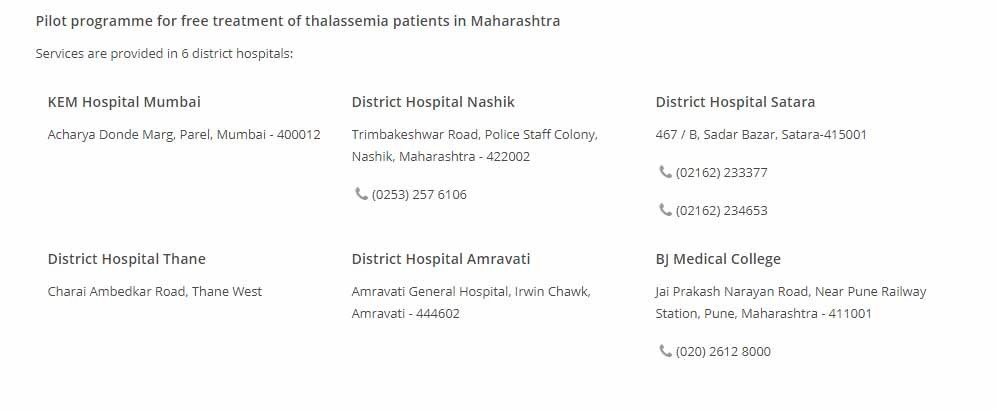 Pilot programme for free treatment of thalassemia patients in Maharashtra
Services are provided in 6 district hospitals:
KEM Hospital Mumbai
Acharya Donde Marg, Parel, Mumbai - 400012
District Hospital Nashik
Trimbakeshwar Road, Police Staff Colony,
Nashik, Maharashtra - 422002
(0253) 257 6106
District Hospital Satara
467 / B, Sadar Bazar, Satara-415001
(02162) 233377
(02162) 234653
District Hospital Thane
Charai Ambedkar Road, Thane West
District Hospital Amravati
Amravati General Hospital, Irwin Chawk,
Amravati - 444602
BJ Medical College
Jai Prakash Narayan Road, Near Pune Railway
Station, Pune, Maharashtra - 411001
(020) 2612 8000